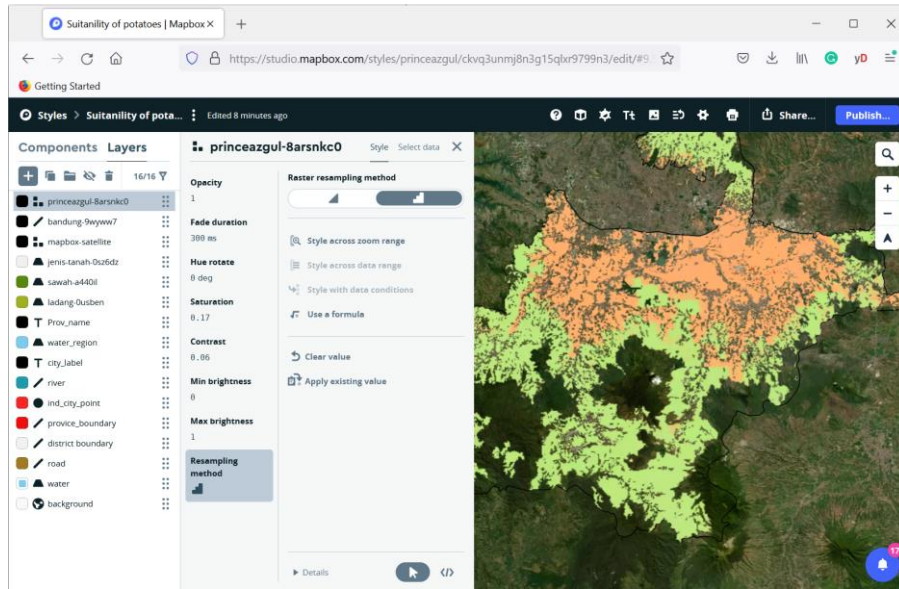 Suitanility of potatoes | Mapbox
https://studio.mapbox.com/styles/princeazgul/ckvq3unmj8n3g15qlxr9799n3/edit/#9.
yD
Getting Started
Styles > Suitanility of pota... Edited 8 minutes ago
Tt
Share...
Publish...
Components Layers
16/16
princeazgul-8arsnkc0
bandung-9wyww7
mapbox-satellite
jenis-tanah-0sz6dz
sawah-a440il
ladang-0usben
T Prov_name
water_region
T city_label
river
ind_city_point
provice_boundary
district boundary
road
water
background
princeazgul-8arsnkc0 Style Select data
Opacity
1
Fade duration
300 ms
Hue rotate
0 deg
Saturation
0.17
Contrast
0.06
Min brightness
0
Max brightness
1
Resampling
method
Raster resampling method
Style across zoom range
Style across data range
Style with data conditions
Use a formula
Clear value
Apply existing value
Details
</>
17